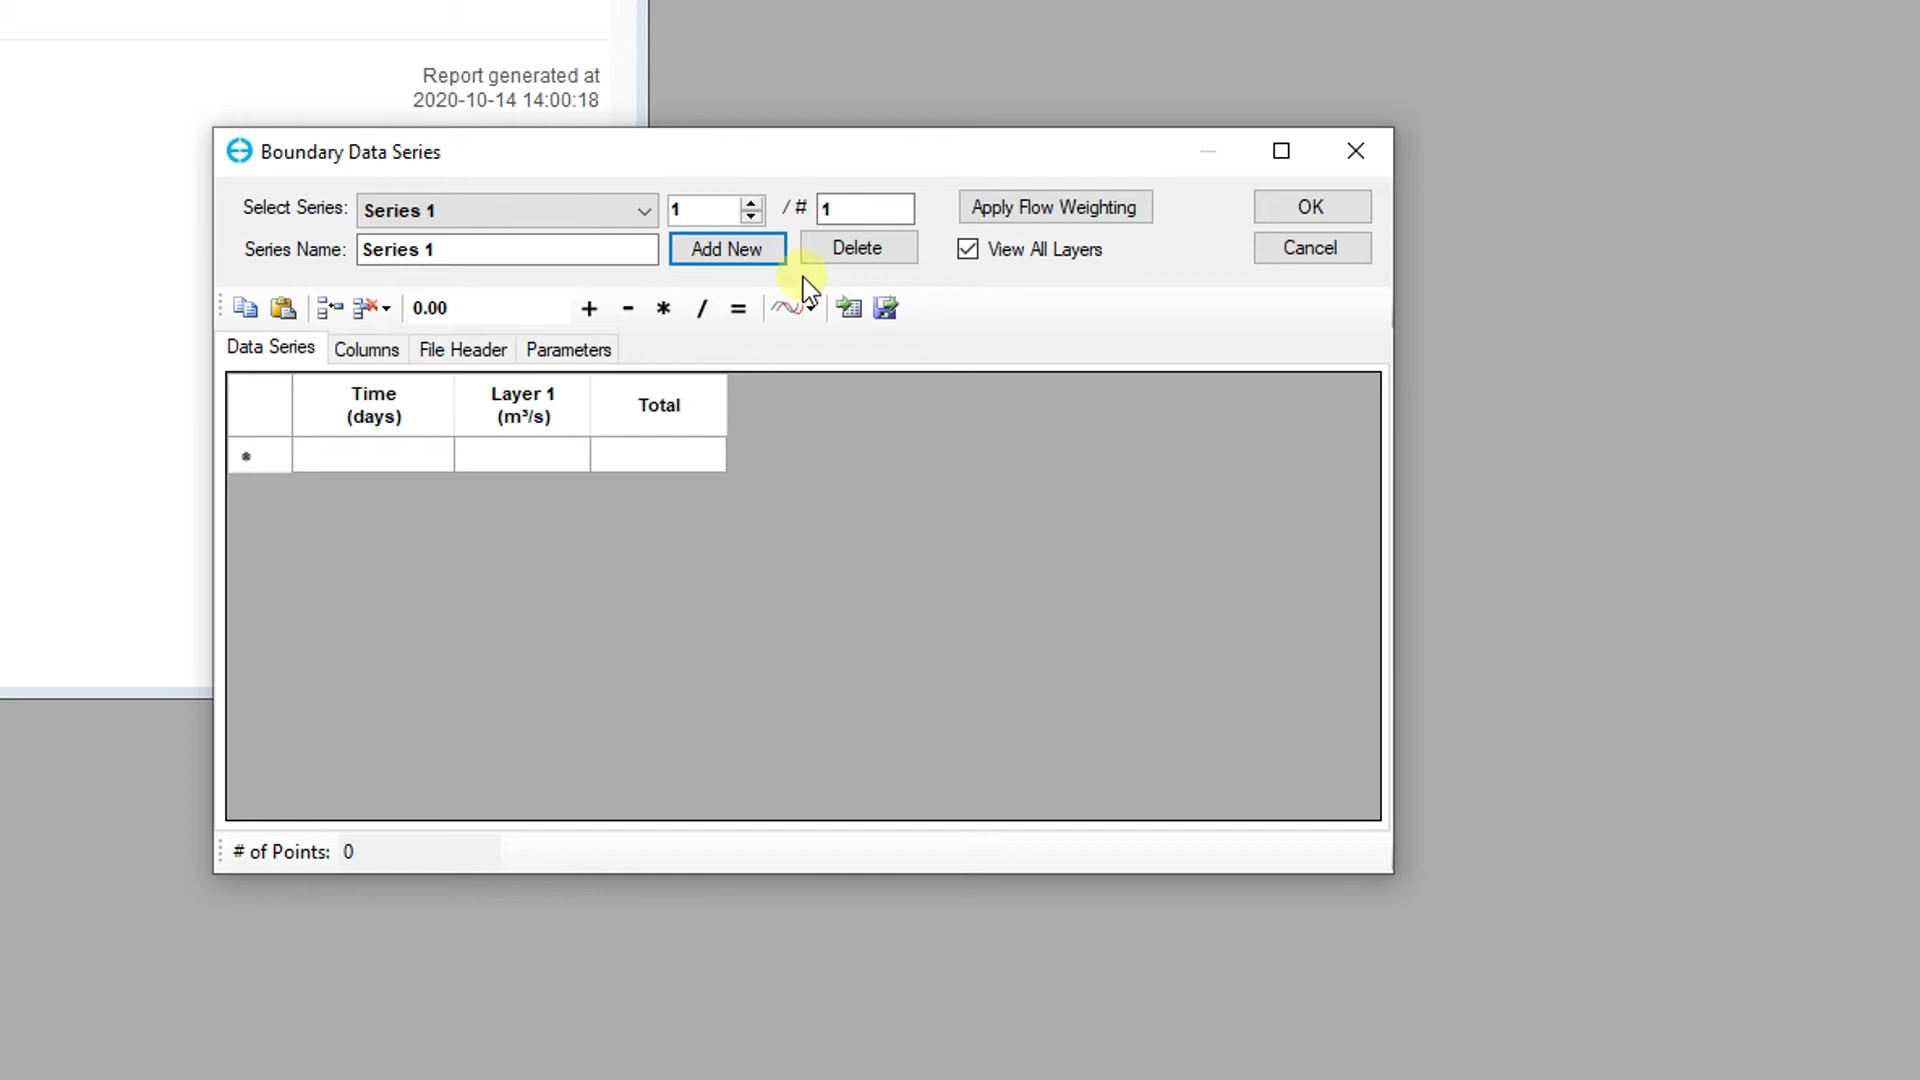 Report generated at
2020-10-14 14:00:18
Boundary Data Series
Select Series: Series 1 1 / # 1 Apply Flow Weighting OK
Series Name: Series 1 Add New Delete View All Layers Cancel
0.00 + - * / =
Data Series Columns File Header Parameters
Time (days) Layer 1 (m³/s) Total
*
# of Points: 0